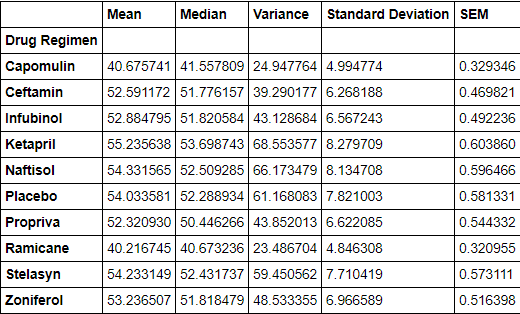 Mean Median Variance Standard Deviation SEM
Drug Regimen
Capomulin 40.675741 41.557809 24.947764 4.994774 0.329346
Ceftamin 52.591172 51.776157 39.290177 6.268188 0.469821
Infubinol 52.884795 51.820584 43.128684 6.567243 0.492236
Ketapril 55.235638 53.698743 68.553577 8.279709 0.603860
Naftisol 54.331565 52.509285 66.173479 8.134708 0.596466
Placebo 54.033581 52.288934 61.168083 7.821003 0.581331
Propriva 52.320930 50.446266 43.852013 6.622085 0.544332
Ramicane 40.216745 40.673236 23.486704 4.846308 0.320955
Stelasyn 54.233149 52.431737 59.450562 7.710419 0.573111
Zoniferol 53.236507 51.818479 48.533355 6.966589 0.516398